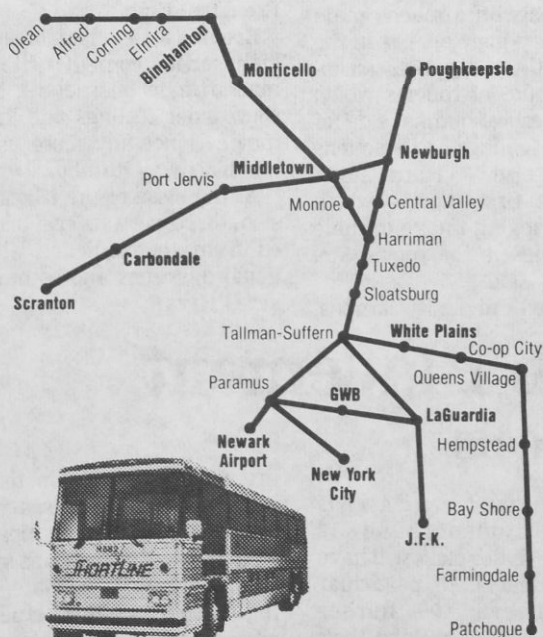 Olean
Alfred
Corning
Elmira
Binghamton
Monticello
Poughkeepsie
Middletown
Newburgh
Port Jervis
Monroe
Central Valley
Carbondale
Harriman
Tuxedo
Scranton
Sloatsburg
Tallman-Suffern
White Plains
Co-op City
Paramus
Queens Village
GWB
LaGuardia
Newark
Airport
New York
City
Hempstead
J.F.K.
Bay Shore
SHORTLINE
Farmingdale
Patchogue